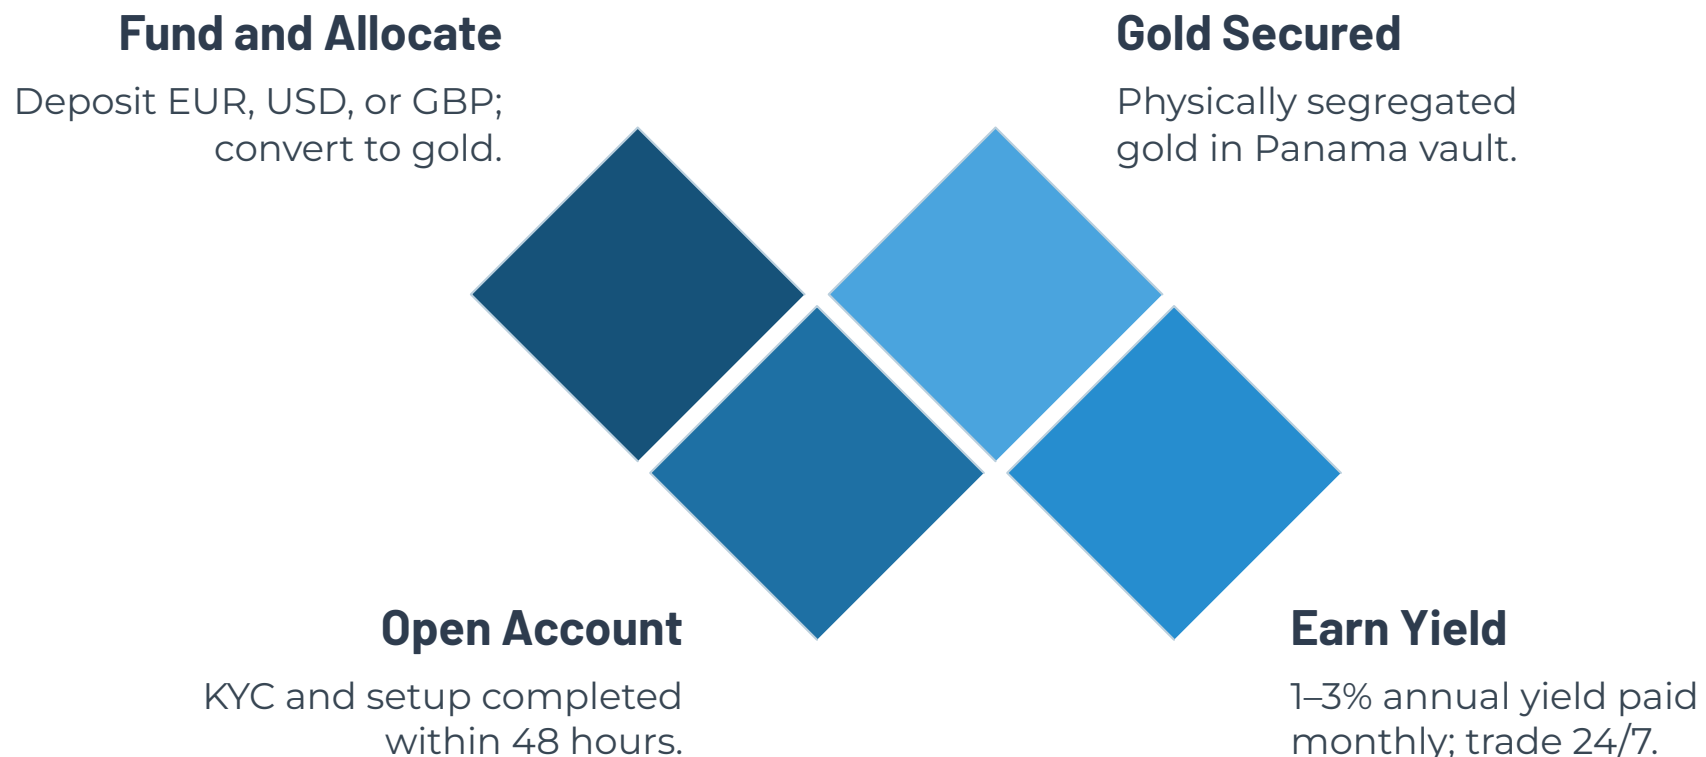 Fund and Allocate
Deposit EUR, USD, or GBP;
convert to gold.
Gold Secured
Physically segregated
gold in Panama vault.
Open Account
KYC and setup completed
within 48 hours.
Earn Yield
1–3% annual yield paid
monthly; trade 24/7.